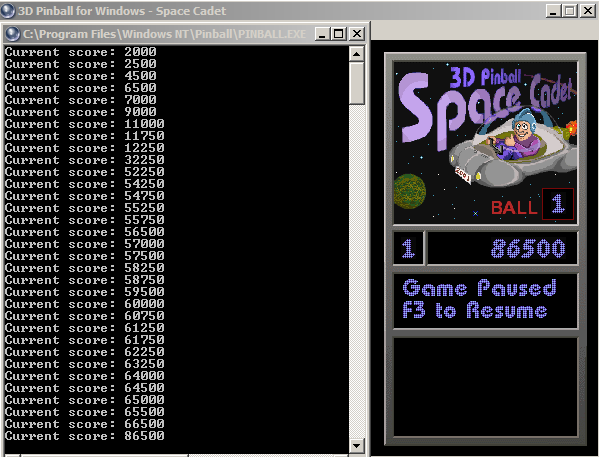 3D Pinball for Windows - Space Cadet
C:\Program Files\Windows NT\Pinball\PINBALL.EXE
Current score: 2000
Current score: 2500
Current score: 4500
Current score: 6500
Current score: 7000
Current score: 9000
Current score: 11000
Current score: 11750
Current score: 12250
Current score: 32250
Current score: 52250
Current score: 54250
Current score: 54750
Current score: 55250
Current score: 55750
Current score: 56500
Current score: 57000
Current score: 57500
Current score: 58250
Current score: 58750
Current score: 59500
Current score: 60000
Current score: 60750
Current score: 61250
Current score: 61750
Current score: 62250
Current score: 63250
Current score: 64000
Current score: 64500
Current score: 65000
Current score: 65500
Current score: 66500
Current score: 86500
3D Pinball
Space Cadet
BALL 1
1 86500
Game Paused
F3 to Resume